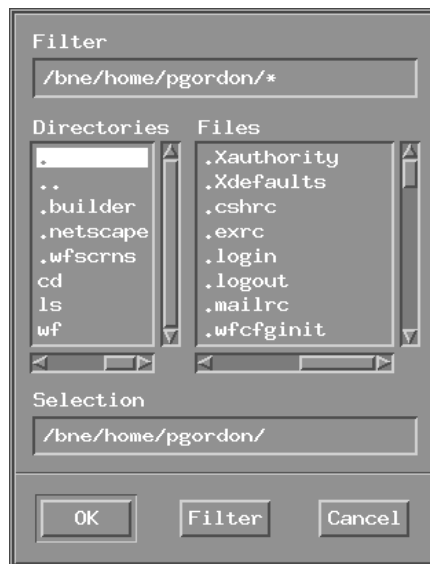 Filter
/bne/home/pgordon/*
Directories
.
..
.builder
.netscape
.wfscrns
cd
ls
wf
Files
.Xauthority
.Xdefaults
.cshrc
.exrc
.login
.logout
.mailrc
.wfcfginit
Selection
/bne/home/pgordon/
OK
Filter
Cancel